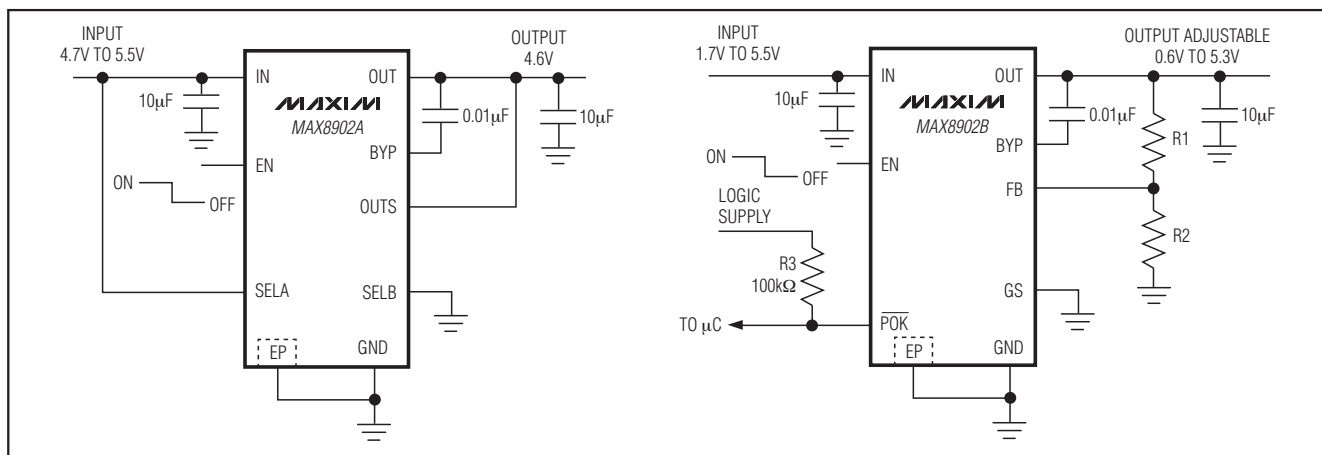 INPUT
4.7V TO 5.5V
OUTPUT
4.6V
IN
OUT
10μF
MAXIM
MAX8902A
0.01μF
10μF
BYP
EN
ON
OFF
OUTS
SELA
SELB
EP
GND
INPUT
1.7V TO 5.5V
OUTPUT ADJUSTABLE
0.6V TO 5.3V
IN
OUT
10μF
MAXIM
MAX8902B
0.01μF
10μF
R1
BYP
ON
OFF
EN
LOGIC
SUPPLY
FB
R2
R3
100kΩ
GS
TO μC
POK
EP
GND